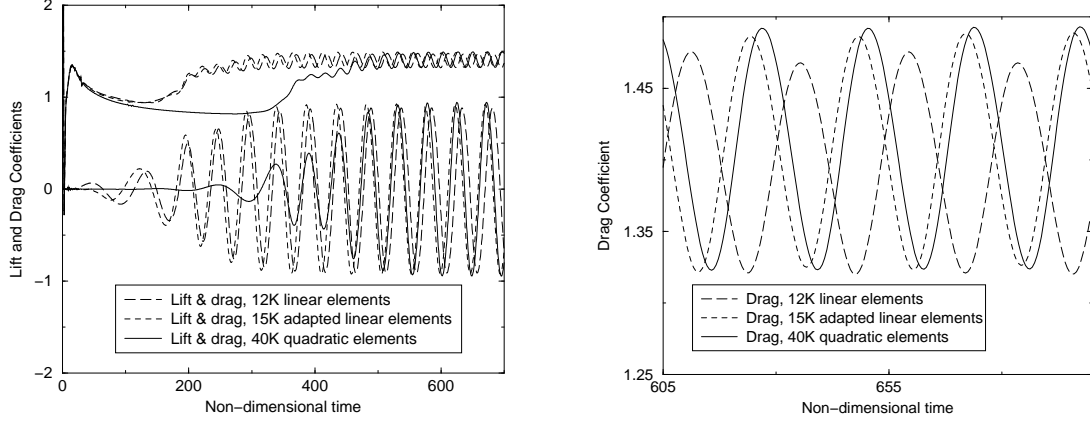 2
1
0
−1
−2
Lift and Drag Coefficients
Lift & drag, 12K linear elements
Lift & drag, 15K adapted linear elements
Lift & drag, 40K quadratic elements
0
200
400
600
Non−dimensional time
1.45
1.35
1.25
Drag Coefficient
Drag, 12K linear elements
Drag, 15K adapted linear elements
Drag, 40K quadratic elements
605
655
Non−dimensional time